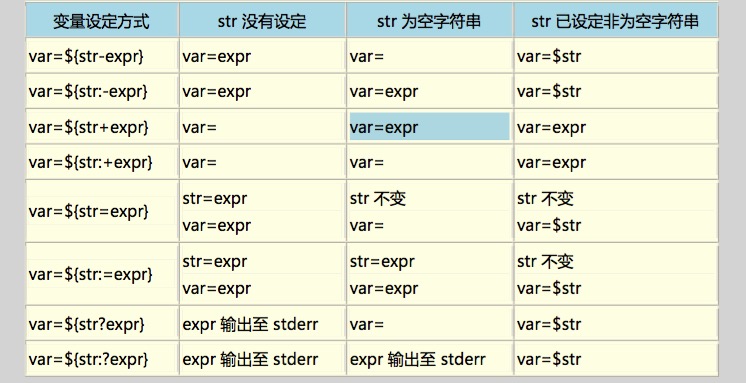 变量设定方式 str 没有设定 str 为空字符串 str 已设定非为空字符串
var=${str-expr} var=expr var= var=$str
var=${str:-expr} var=expr var=expr var=$str
var=${str+expr} var= var=expr var=expr
var=${str:+expr} var= var= var=expr
var=${str=expr} str=expr str 不变 str 不变
var=expr var= var=$str
var=${str:=expr} str=expr str=expr str 不变
var=expr var=expr var=$str
var=${str?expr} expr 输出至 stderr var= var=$str
var=${str:?expr} expr 输出至 stderr expr 输出至 stderr var=$str